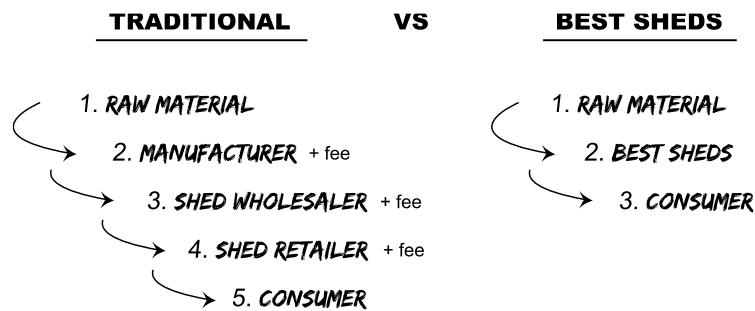 TRADITIONAL VS BEST SHEDS
1. RAW MATERIAL
2. MANUFACTURER + fee
3. SHED WHOLESALER + fee
4. SHED RETAILER + fee
5. CONSUMER
1. RAW MATERIAL
2. BEST SHEDS
3. CONSUMER